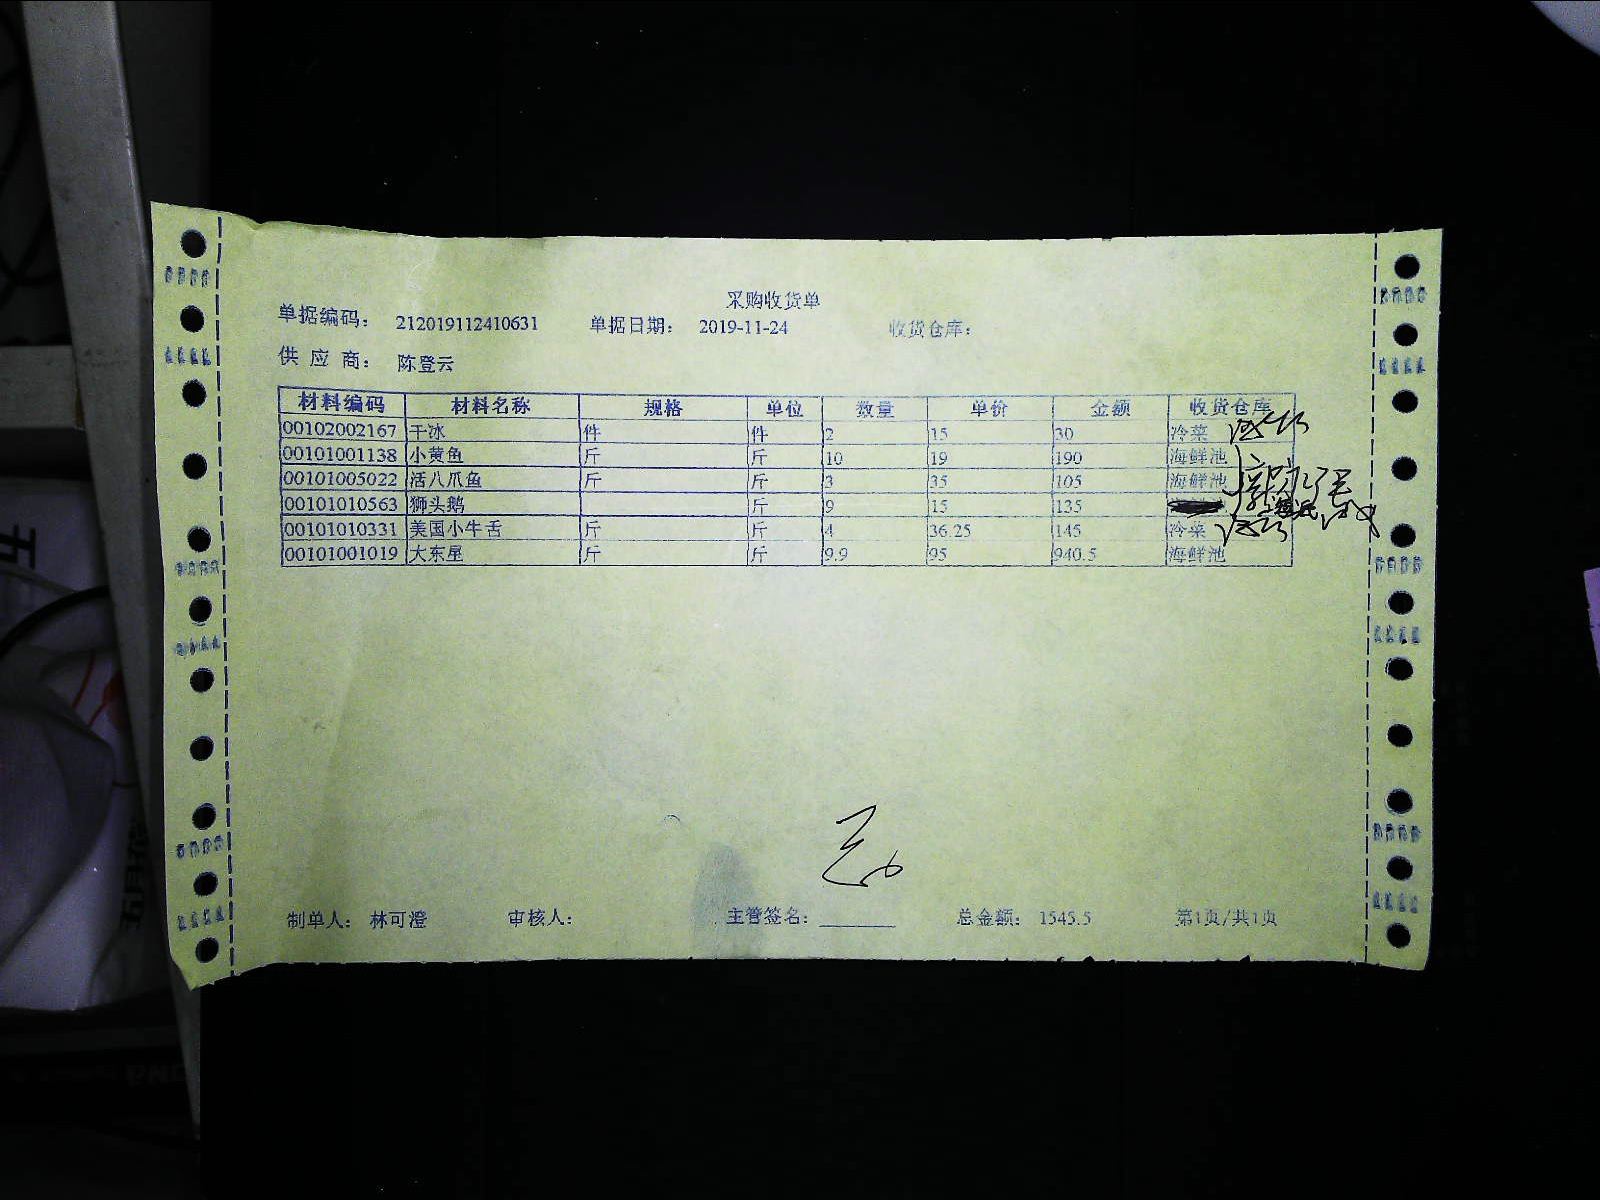 采购收货单
单据编码： 212019112410631 单据日期： 2019-11-24 收货仓库：
供 应 商： 陈登云
材料编码 材料名称 规格 单位 数量 单价 金额 收货仓库
00102002167 干冰 件 件 2 15 30 冷菜
00101001138 小黄鱼 斤 斤 10 19 190 海鲜池
00101005022 活八爪鱼 斤 斤 3 35 105 海鲜池
00101010563 狮头鹅 斤 9 15 135
00101010331 美国小牛舌 斤 斤 4 36.25 145 冷菜
00101001019 大东星 斤 斤 9.9 95 940.5 海鲜池
制单人： 林可澄 审核人： 主管签名： 总金额： 1545.5 第1页/共1页